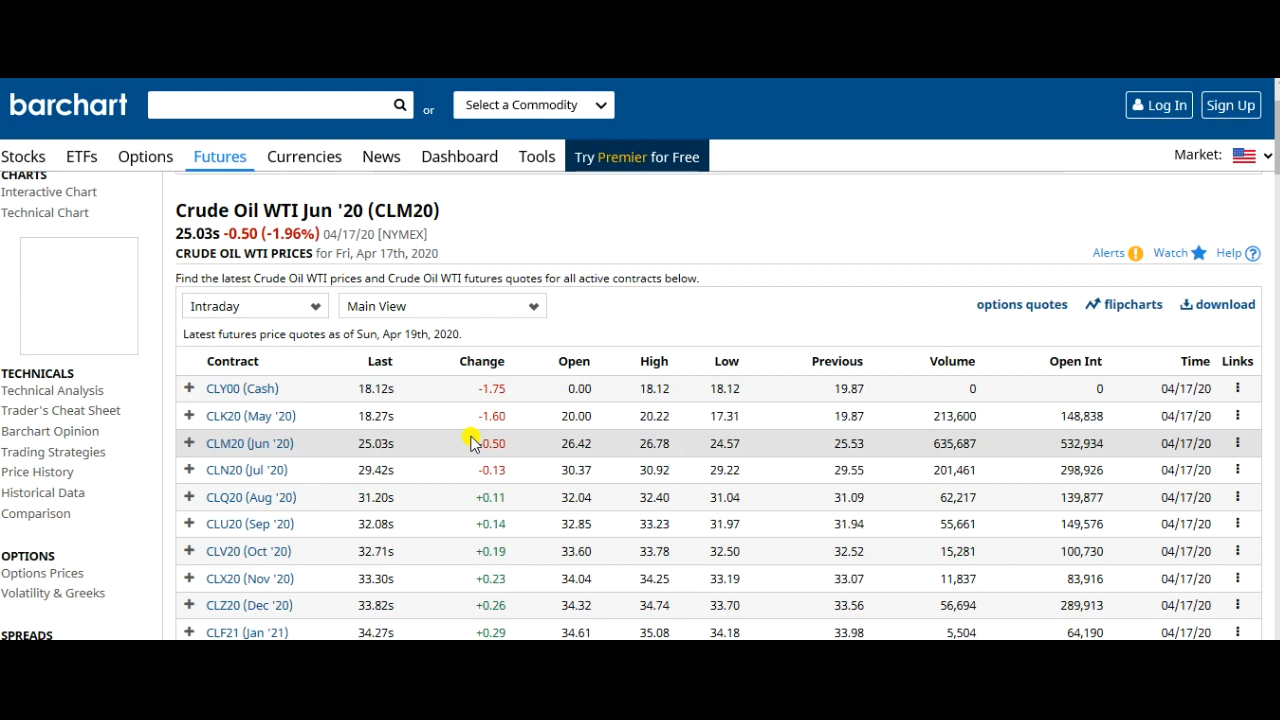 barchart
or
Select a Commodity
Log In
Sign Up
Stocks ETFs Options Futures Currencies News Dashboard Tools Try Premier for Free
Market:
CHARTS
Interactive Chart
Technical Chart
TECHNICALS
Technical Analysis
Trader's Cheat Sheet
Barchart Opinion
Trading Strategies
Price History
Historical Data
Comparison
OPTIONS
Options Prices
Volatility & Greeks
SPREADS
Crude Oil WTI Jun '20 (CLM20)
25.03s -0.50 (-1.96%) 04/17/20 [NYMEX]
CRUDE OIL WTI PRICES for Fri, Apr 17th, 2020
Alerts Watch Help
Find the latest Crude Oil WTI prices and Crude Oil WTI futures quotes for all active contracts below.
Intraday Main View
options quotes flipcharts download
Latest futures price quotes as of Sun, Apr 19th, 2020.
Contract Last Change Open High Low Previous Volume Open Int Time Links
CLY00 (Cash) 18.12s -1.75 0.00 18.12 18.12 19.87 0 0 04/17/20
CLK20 (May '20) 18.27s -1.60 20.00 20.22 17.31 19.87 213,600 148,838 04/17/20
CLM20 (Jun '20) 25.03s -0.50 26.42 26.78 24.57 25.53 635,687 532,934 04/17/20
CLN20 (Jul '20) 29.42s -0.13 30.37 30.92 29.22 29.55 201,461 298,926 04/17/20
CLQ20 (Aug '20) 31.20s +0.11 32.04 32.40 31.04 31.09 62,217 139,877 04/17/20
CLU20 (Sep '20) 32.08s +0.14 32.85 33.23 31.97 31.94 55,661 149,576 04/17/20
CLV20 (Oct '20) 32.71s +0.19 33.60 33.78 32.50 32.52 15,281 100,730 04/17/20
CLX20 (Nov '20) 33.30s +0.23 34.04 34.25 33.19 33.07 11,837 83,916 04/17/20
CLZ20 (Dec '20) 33.82s +0.26 34.32 34.74 33.70 33.56 56,694 289,913 04/17/20
CLF21 (Jan '21) 34.27s +0.29 34.61 35.08 34.18 33.98 5,504 64,190 04/17/20